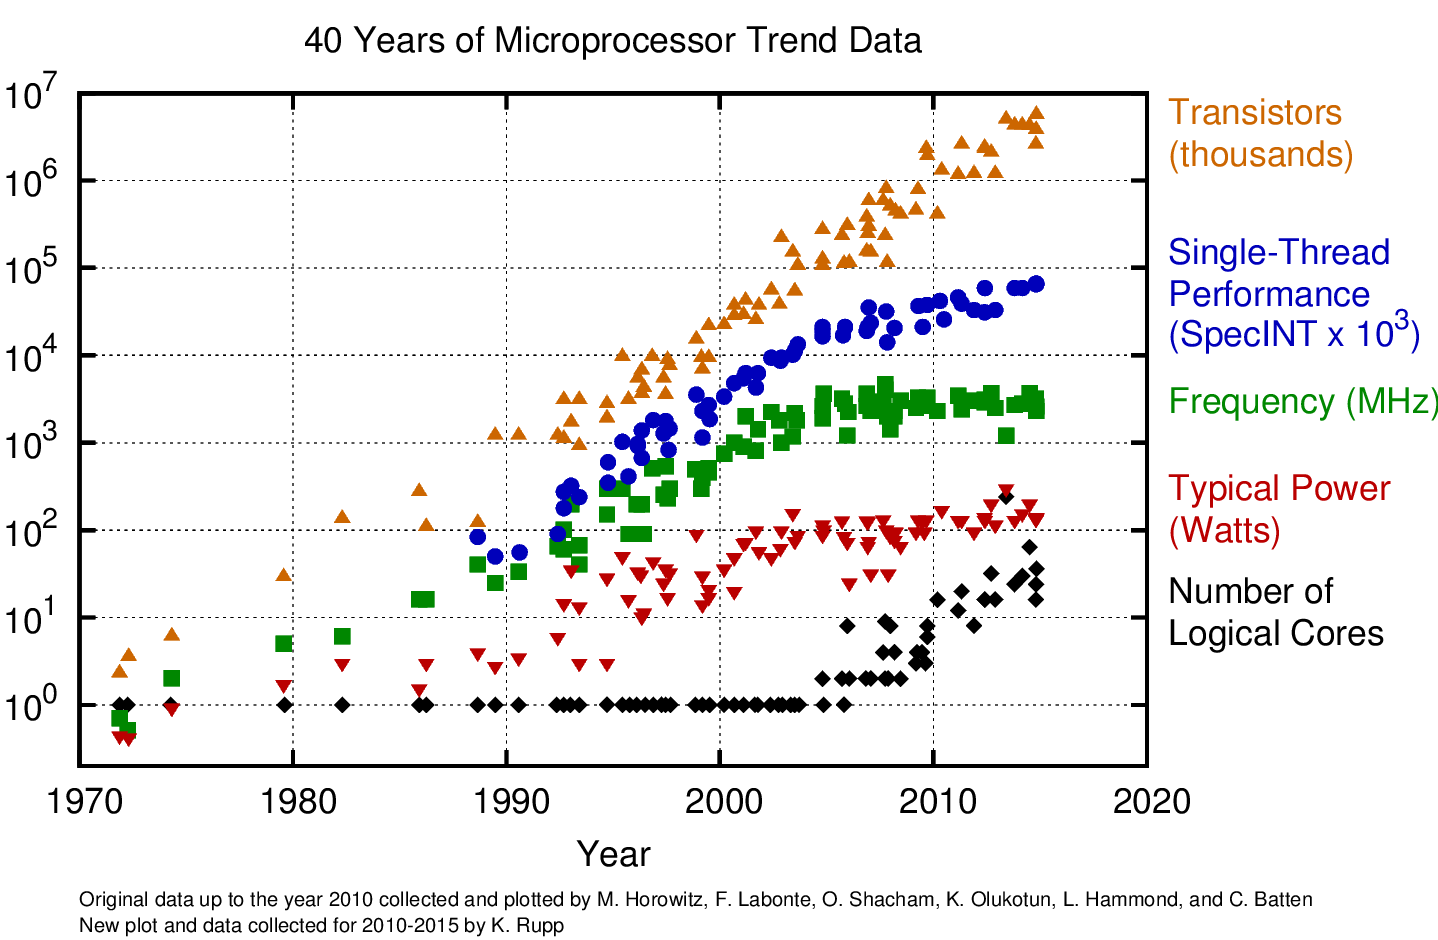 40 Years of Microprocessor Trend Data
10^7
10^6
10^5
10^4
10^3
10^2
10^1
10^0
Transistors
(thousands)
Single-Thread
Performance
(SpecINT x 10^3)
Frequency (MHz)
Typical Power
(Watts)
Number of
Logical Cores
1970 1980 1990 2000 2010 2020
Year
Original data up to the year 2010 collected and plotted by M. Horowitz, F. Labonte, O. Shacham, K. Olukotun, L. Hammond, and C. Batten
New plot and data collected for 2010-2015 by K. Rupp